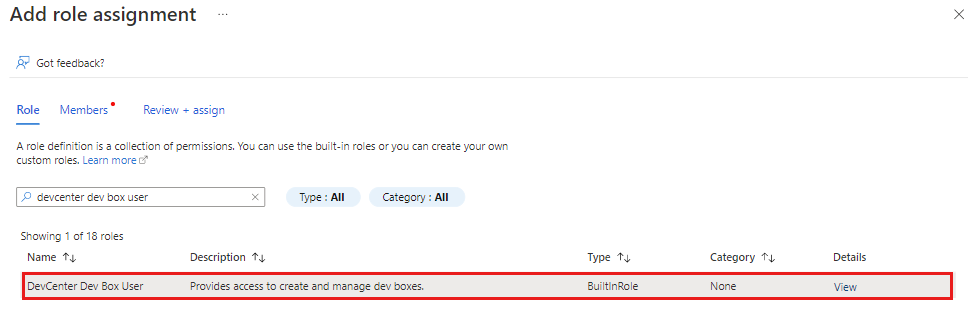 Add role assignment ...
Got feedback?
Role Members Review + assign
A role definition is a collection of permissions. You can use the built-in roles or you can create your own
custom roles. Learn more
devcenter dev box user Type : All Category : All
Showing 1 of 18 roles
Name Description Type Category Details
DevCenter Dev Box User Provides access to create and manage dev boxes. BuiltInRole None View